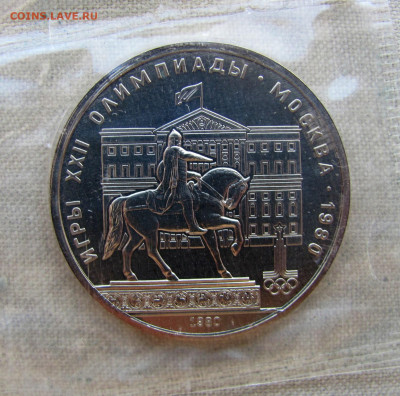 COINS.LAVE.RU
ИГРЫ XXII ОЛИМПИАДЫ · МОСКВА · 1980
1980